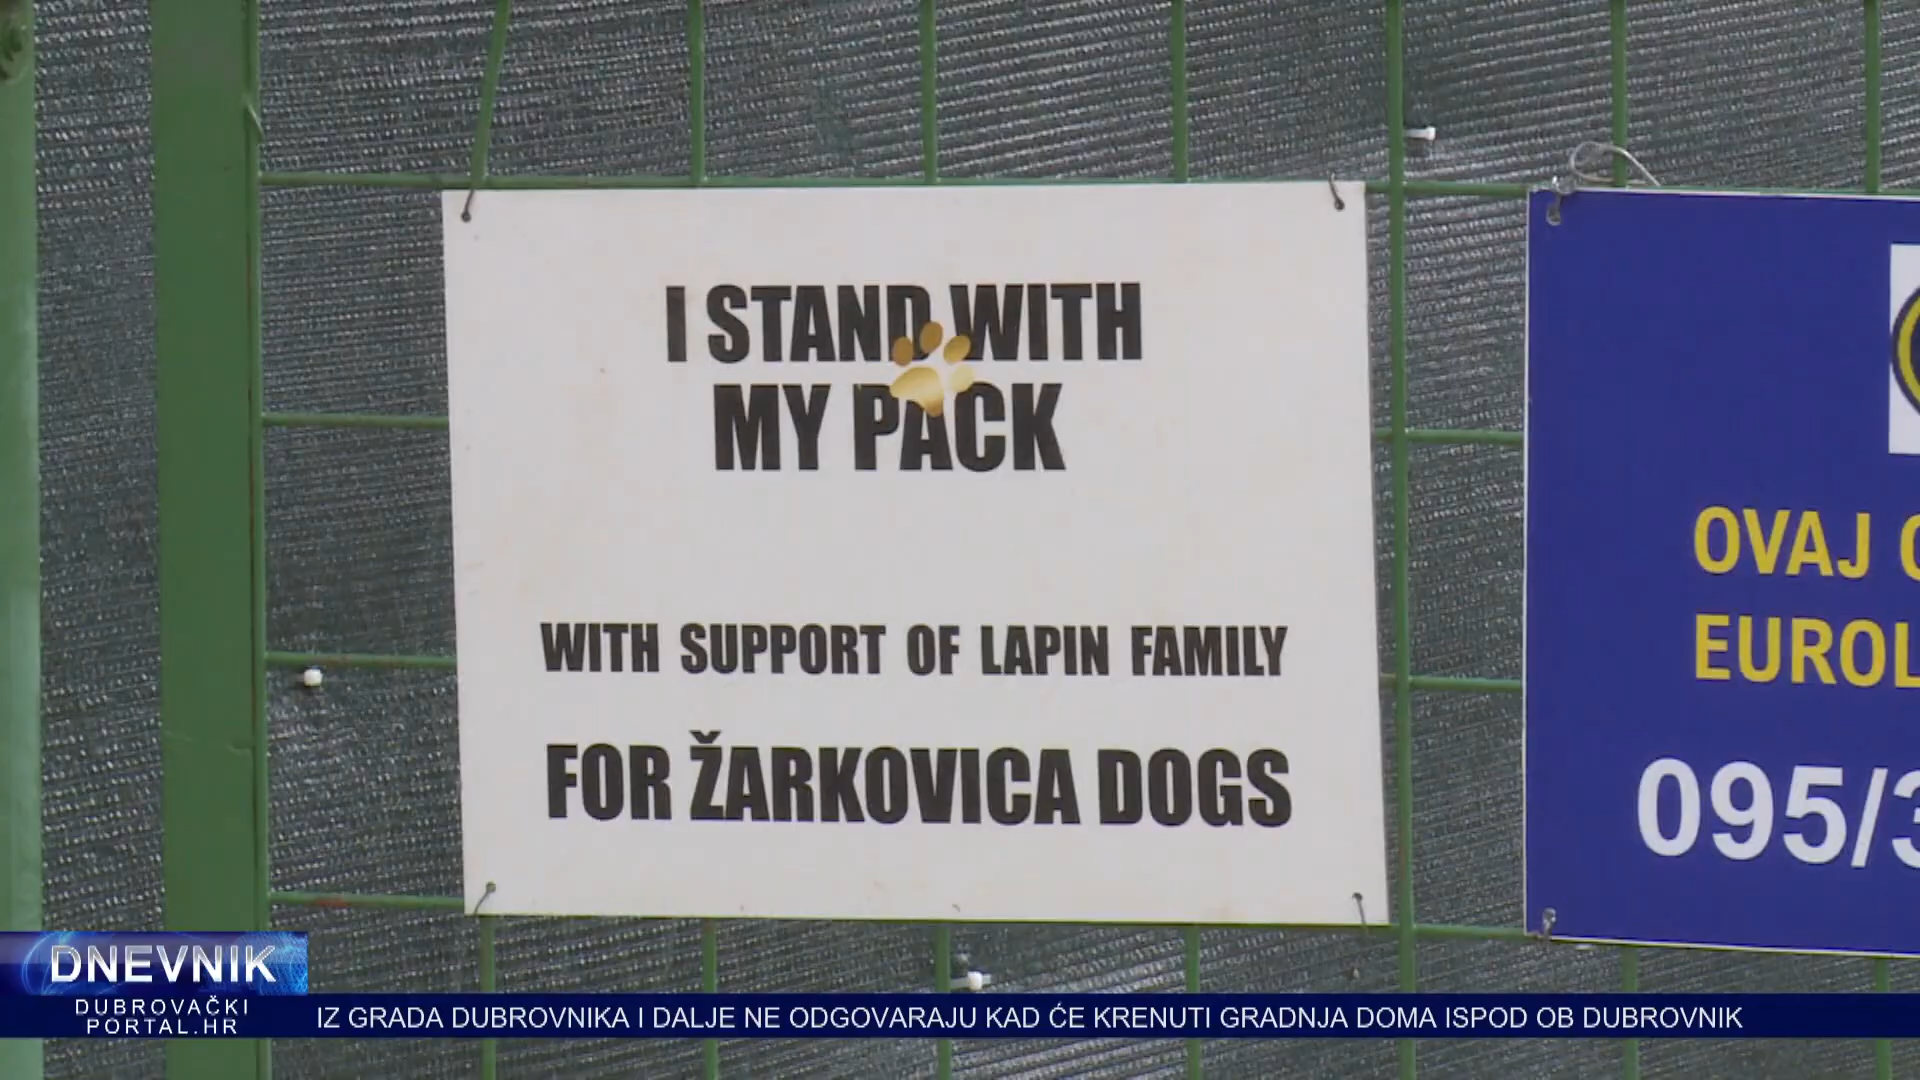 I STAND WITH
MY PACK
WITH SUPPORT OF LAPIN FAMILY
FOR ŽARKOVICA DOGS
OVAJ
095/3
DNEVNIK
DUBROVAČKI
PORTAL.HR
IZ GRADA DUBROVNIKA I DALJE NE ODGOVARAJU KAD ĆE KRENUTI GRADNJA DOMA ISPOD OB DUBROVNIK